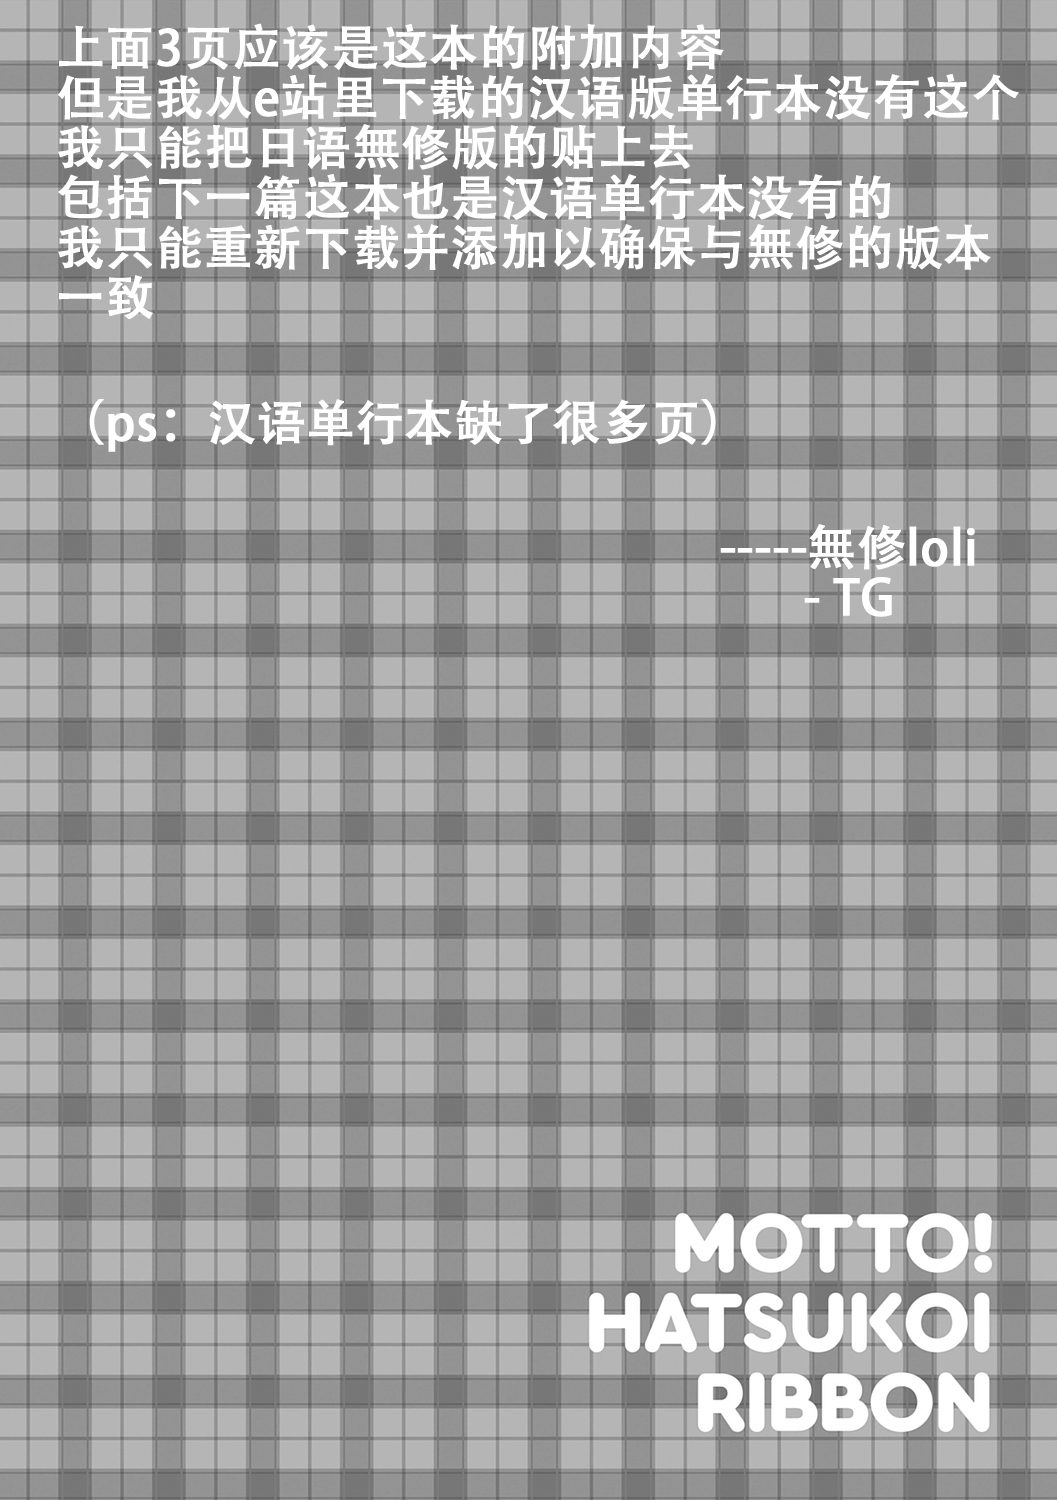 上面3页应该是这本的附加内容
但是我从e站里下载的汉语版单行本没有这个
我只能把日语無修版的贴上去
包括下一篇这本也是汉语单行本没有的
我只能重新下载并添加以确保与無修的版本
一致
（ps：汉语单行本缺了很多页）
-----無修loli
- TG
MOTTO!
HATSUKOI
RIBBON